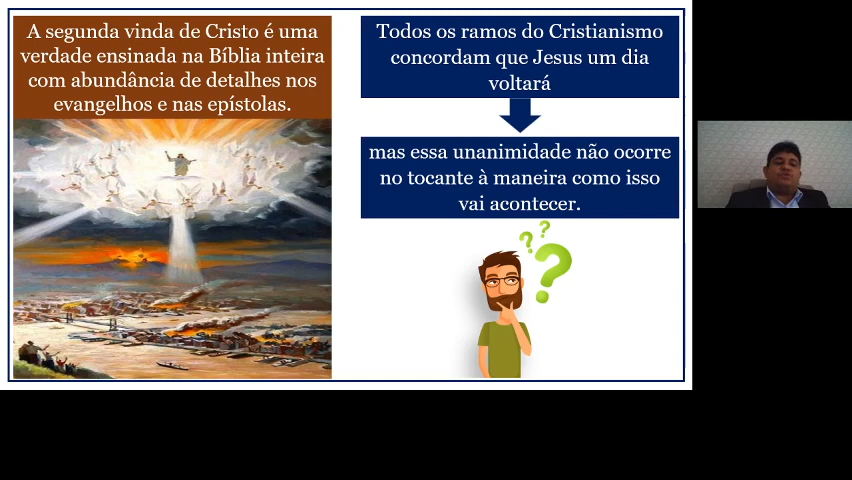 A segunda vinda de Cristo é uma
verdade ensinada na Bíblia inteira
com abundância de detalhes nos
evangelhos e nas epístolas.
Todos os ramos do Cristianismo
concordam que Jesus um dia
voltará
mas essa unanimidade não ocorre
no tocante à maneira como isso
vai acontecer.
???